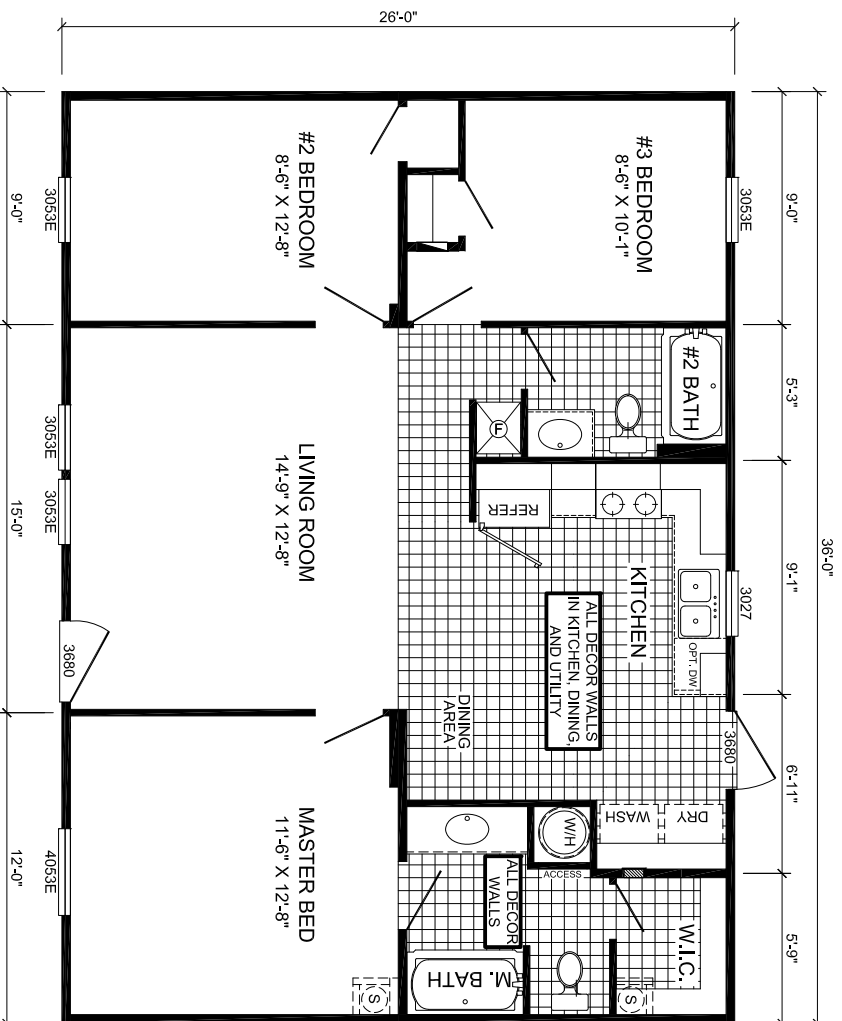 26'-0"
36'-0"
9'-0"
5'-3"
9'-1"
6'-11"
5'-9"
9'-0"
15'-0"
12'-0"
3053E
3053E
3053E
3053E
4053E
3027
3680
3680
#2 BEDROOM
8'-6" X 12'-8"
#3 BEDROOM
8'-6" X 10'-1"
#2 BATH
F
LIVING ROOM
14'-9" X 12'-8"
REFER
KITCHEN
OPT. DW
ALL DECOR WALLS
IN KITCHEN, DINING,
AND UTILITY
DINING
AREA
WASH
DRY
W/H
ACCESS
MASTER BED
11'-6" X 12'-8"
ALL DECOR
WALLS
M. BATH
W.I.C.
S
S